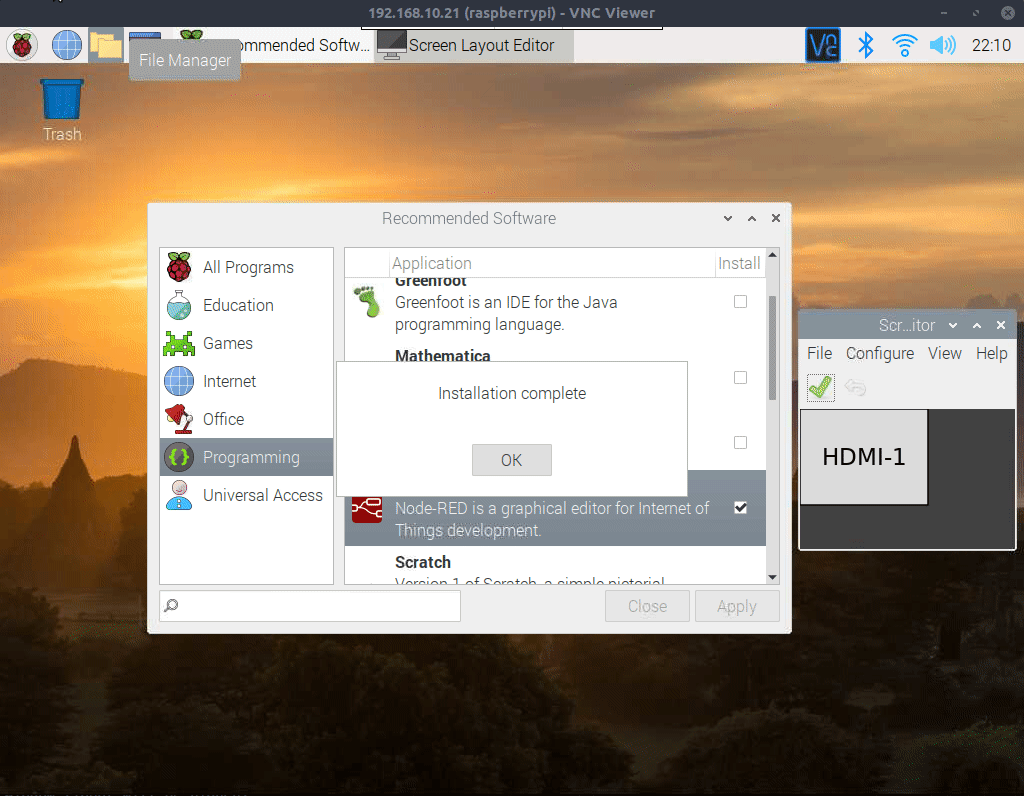 192.168.10.21 (raspberrypi) - VNC Viewer
ommended Softw...
Screen Layout Editor
22:10
File Manager
Trash
Recommended Software
All Programs
Education
Games
Internet
Office
Programming
Universal Access
Application
Install
Greenfoot
Greenfoot is an IDE for the Java
programming language.
Mathematica
Installation complete
OK
Node-RED is a graphical editor for Internet of
Things development.
Scratch
Version 1 of Scratch, a simple pictorial
Close
Apply
Scr...itor
File
Configure
View
Help
HDMI-1